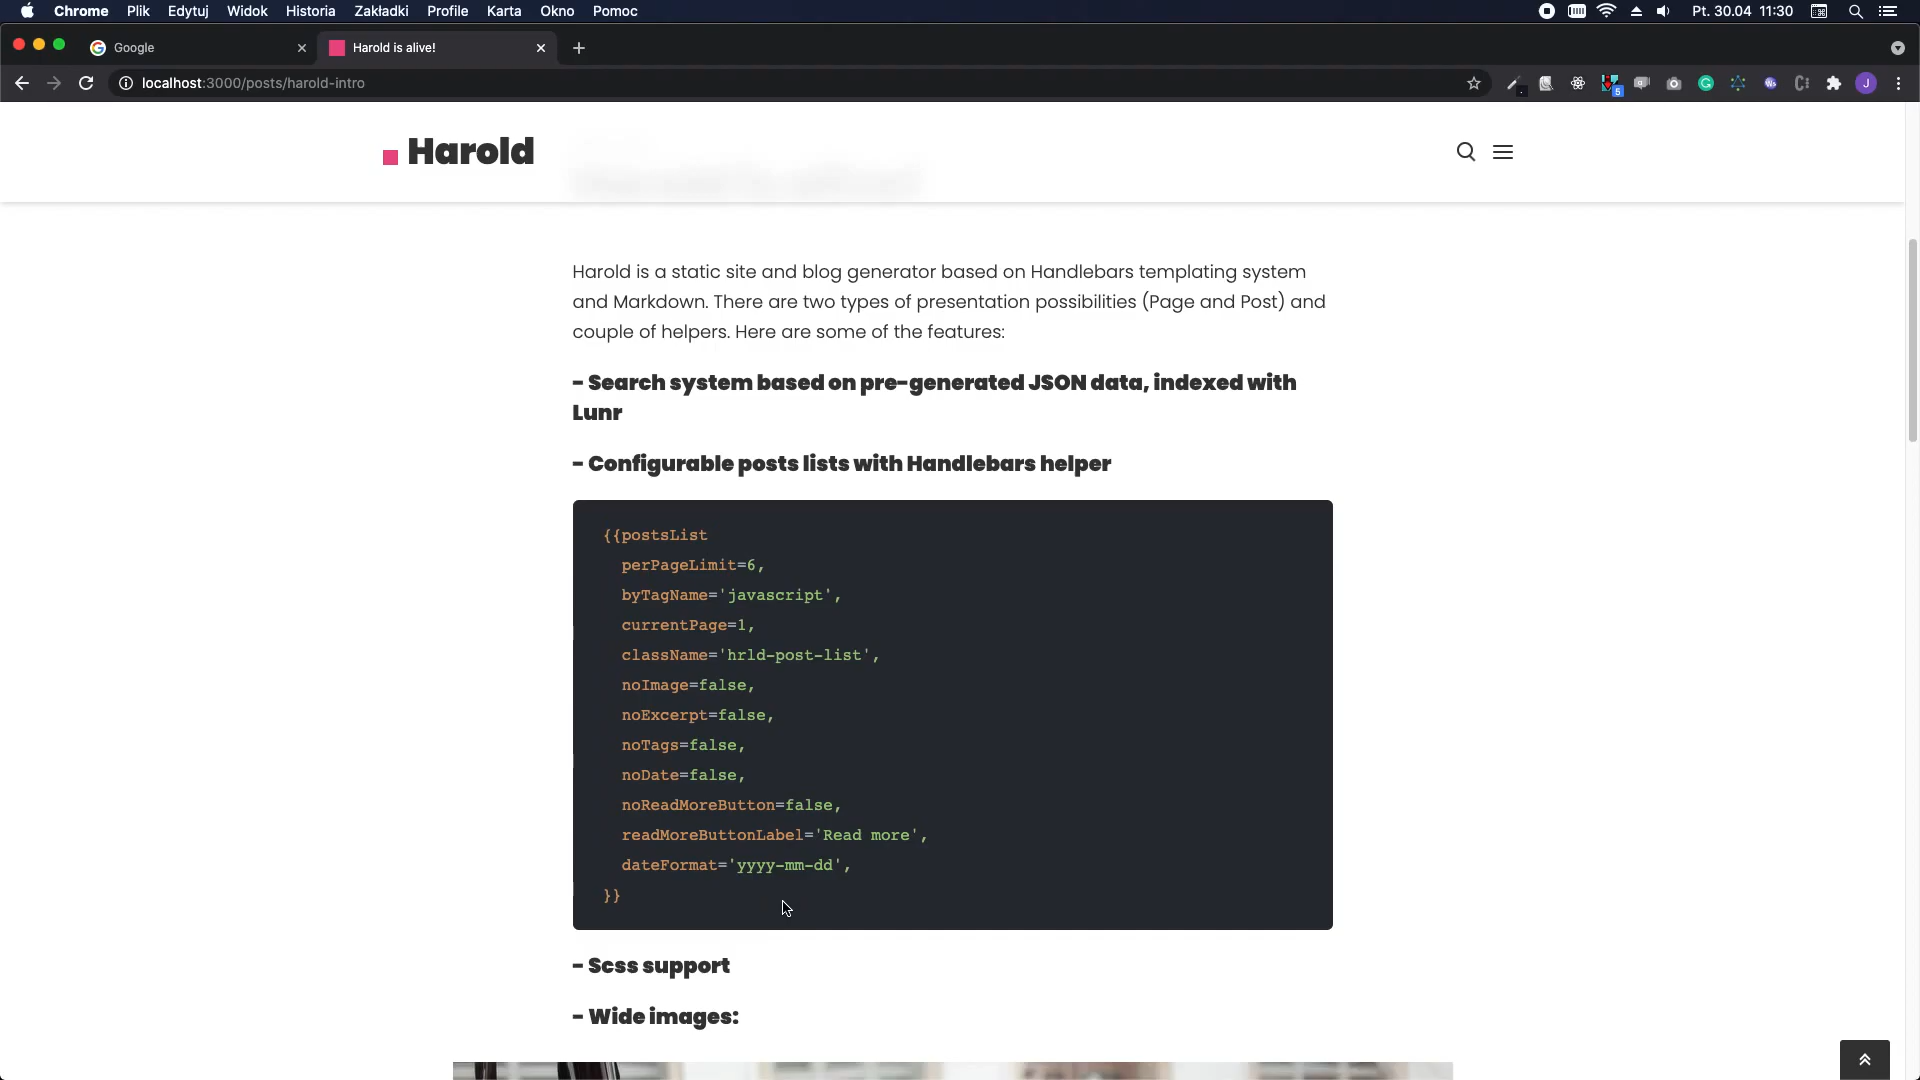 Chrome Plik Edytuj Widok Historia Zakładki Profile Karta Okno Pomoc Pt. 30.04 11:30
Google Harold is alive!
localhost:3000/posts/harold-intro 5 J
Harold
Harold is a static site and blog generator based on Handlebars templating system
and Markdown. There are two types of presentation possibilities (Page and Post) and
couple of helpers. Here are some of the features:
- Search system based on pre-generated JSON data, indexed with
Lunr
- Configurable posts lists with Handlebars helper
{{postsList
perPageLimit=6,
byTagName='javascript',
currentPage=1,
className='hrld-post-list',
noImage=false,
noExcerpt=false,
noTags=false,
noDate=false,
noReadMoreButton=false,
readMoreButtonLabel='Read more',
dateFormat='yyyy-mm-dd',
}}
- Scss support
- Wide images: